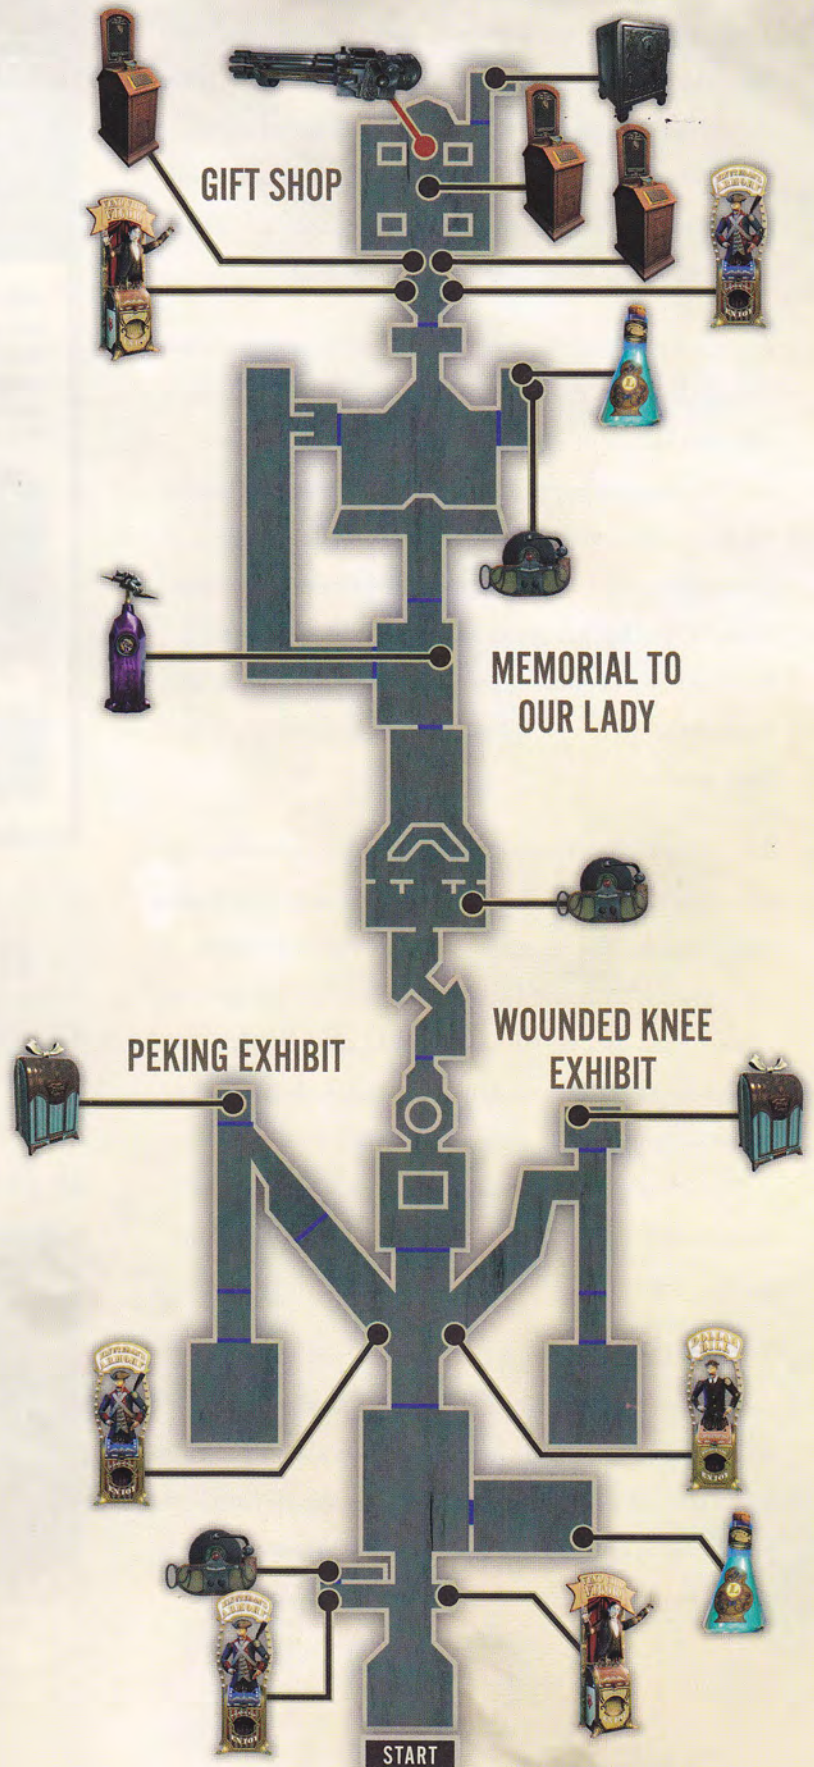 GIFT SHOP
MEMORIAL TO
OUR LADY
PEKING EXHIBIT
WOUNDED KNEE
EXHIBIT
START